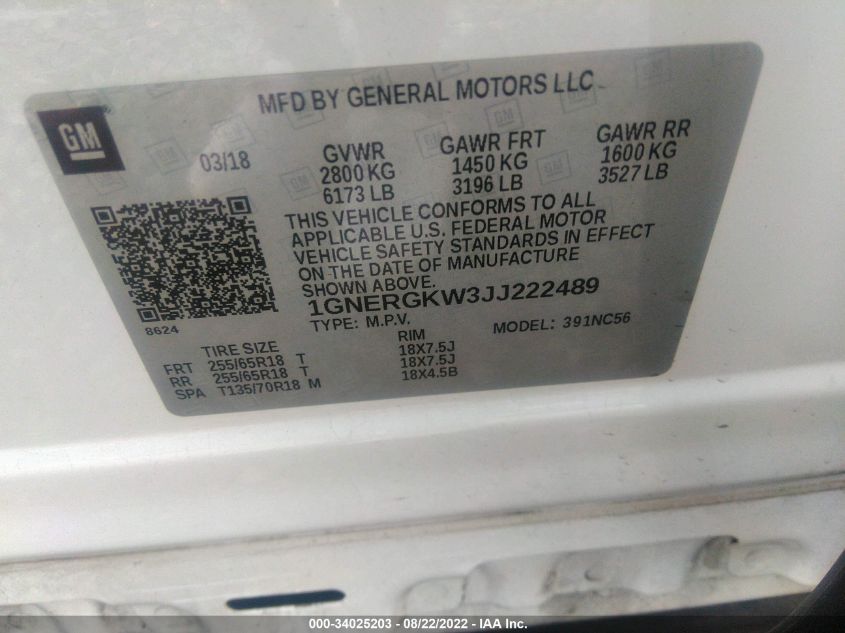 MFD BY GENERAL MOTORS LLC
GM
03/18
GVWR
2800 KG
6173 LB
GAWR FRT
1450 KG
3196 LB
GAWR RR
1600 KG
3527 LB
THIS VEHICLE CONFORMS TO ALL
APPLICABLE U.S. FEDERAL MOTOR
VEHICLE SAFETY STANDARDS IN EFFECT
ON THE DATE OF MANUFACTURE
SHOWN ABOVE.
1GNERGKW3JJ222489
8624
TYPE: M.P.V. MODEL: 391NC56
TIRE SIZE RIM
FRT 255/65R18 T 18X7.5J
RR 255/65R18 T 18X7.5J
SPA T135/70R18 M 18X4.5B
000-34025203 - 08/22/2022 - IAA Inc.